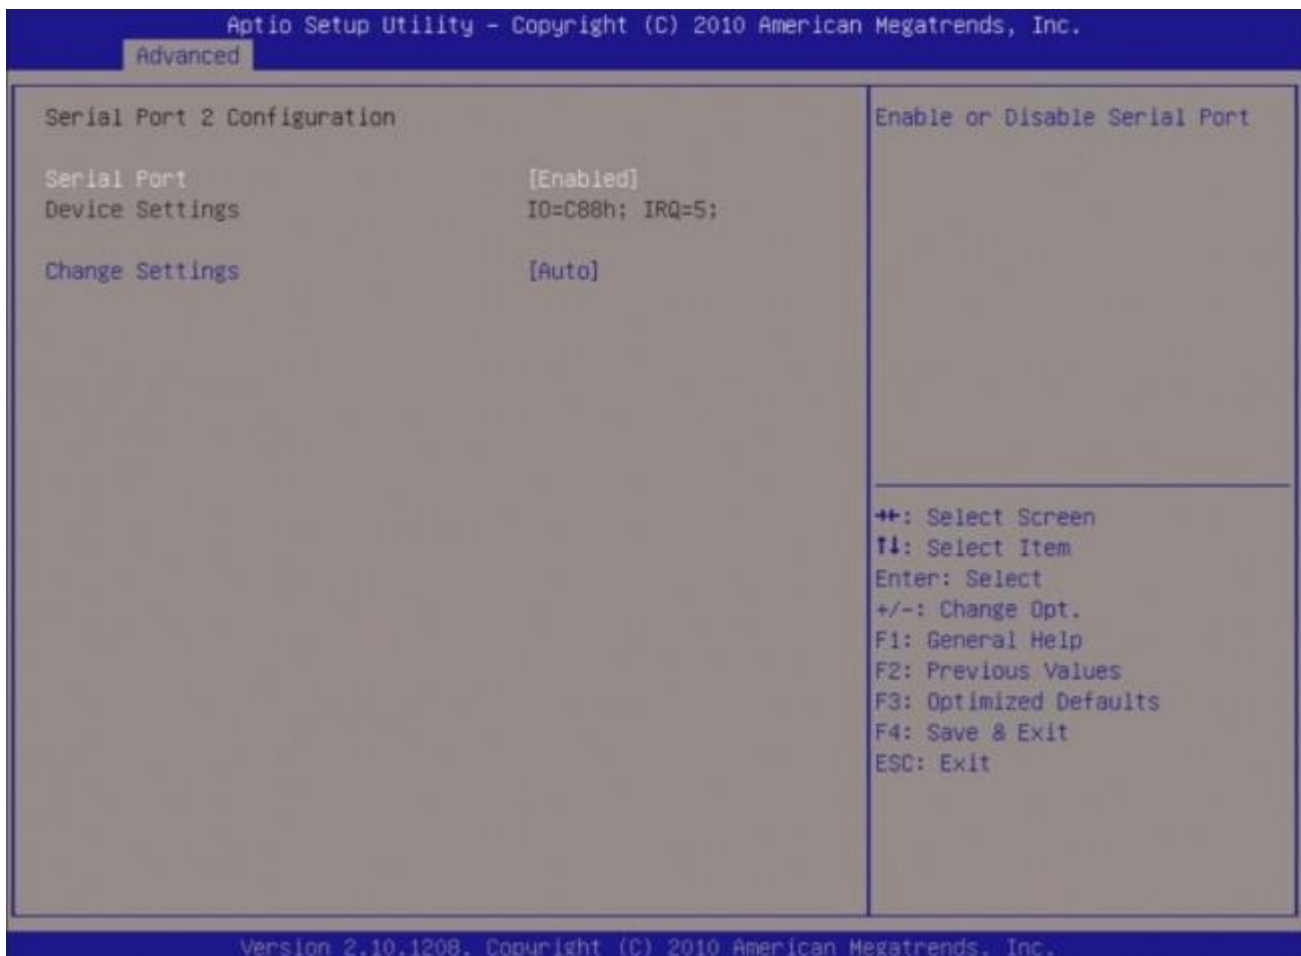 Aptio Setup Utility – Copyright (C) 2010 American Megatrends, Inc.
Advanced
Serial Port 2 Configuration
Serial Port [Enabled]
Device Settings IO=C88h; IRQ=5;
Change Settings [Auto]
Enable or Disable Serial Port
→←: Select Screen
↑↓: Select Item
Enter: Select
+/-: Change Opt.
F1: General Help
F2: Previous Values
F3: Optimized Defaults
F4: Save & Exit
ESC: Exit
Version 2.10.1208. Copyright (C) 2010 American Megatrends, Inc.